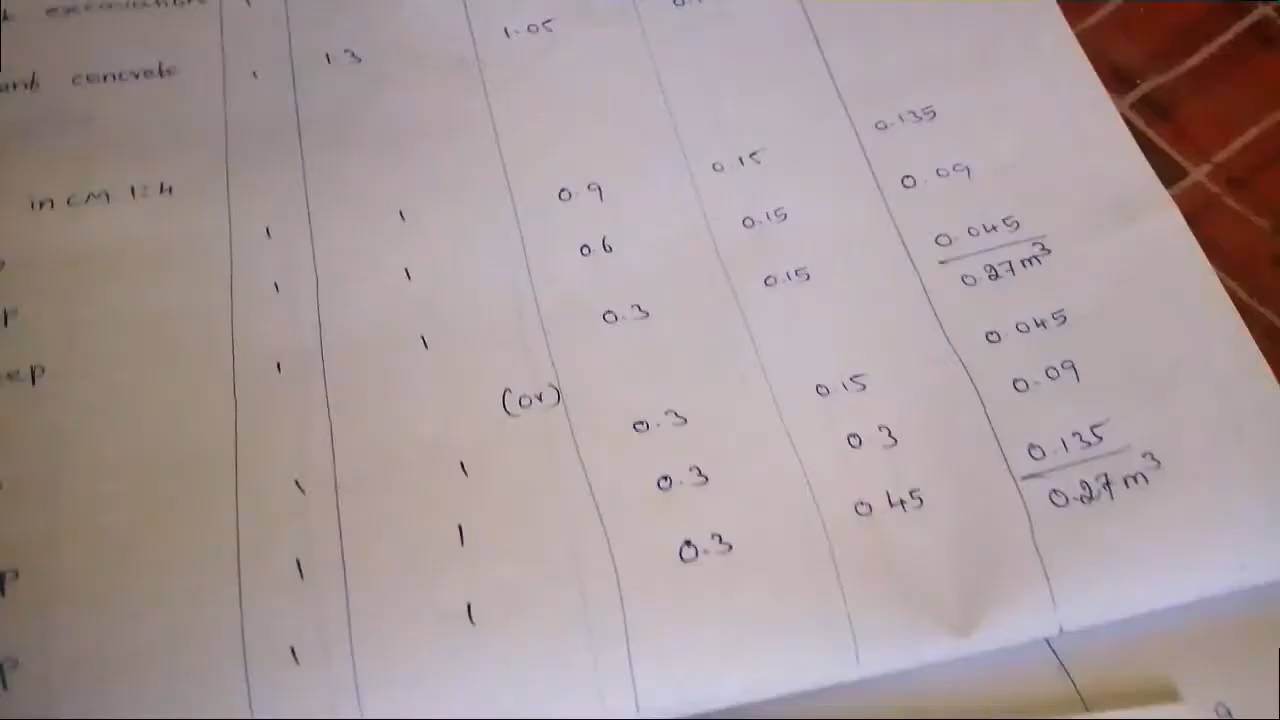 excavation 1 1.05
concrete 1 1.3
in CM 1:4
1 1 0.9 0.15 0.135
1 1 0.6 0.15 0.09
1 1 0.3 0.15 0.045
0.27m³
(or)
1 1 0.3 0.15 0.045
1 1 0.3 0.3 0.09
1 1 0.3 0.45 0.135
0.27m³